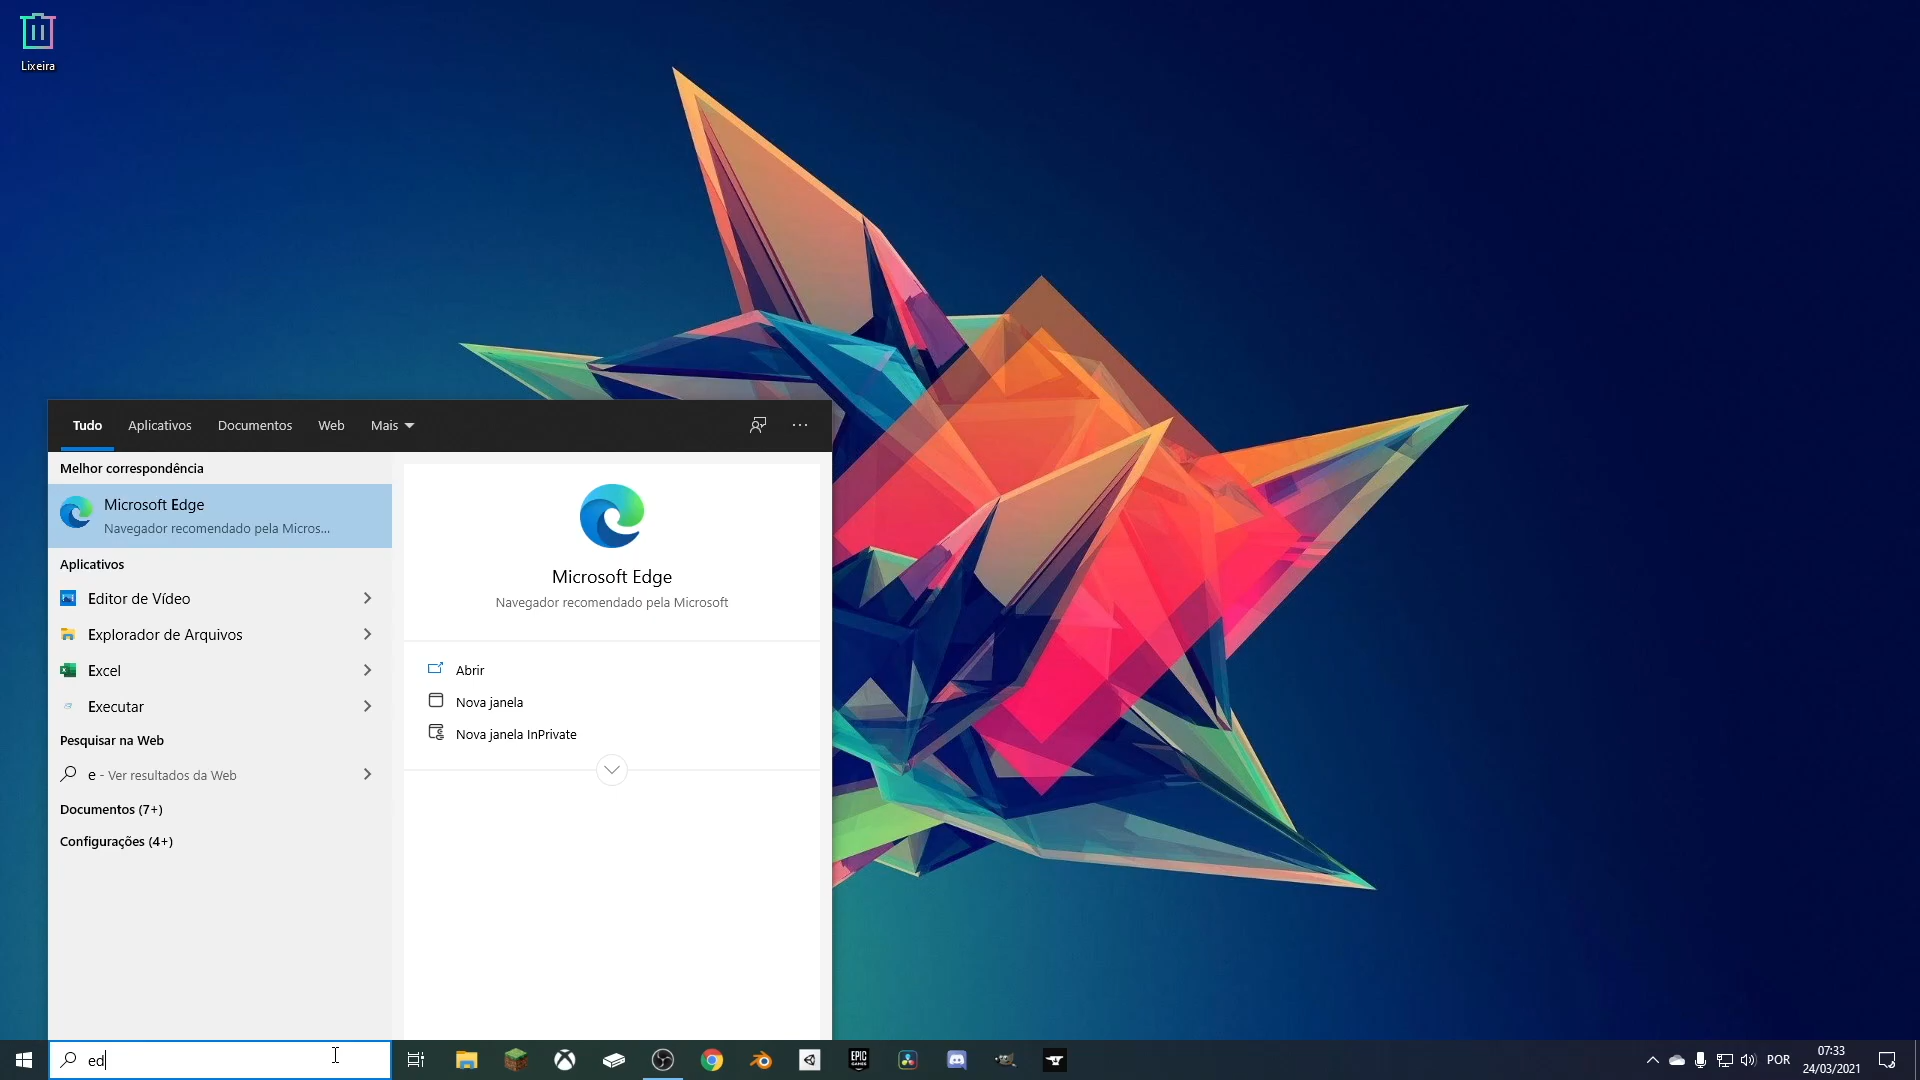 Lixeira
Tudo Aplicativos Documentos Web Mais
Melhor correspondência
Microsoft Edge
Navegador recomendado pela Micros...
Aplicativos
Editor de Vídeo
Explorador de Arquivos
Excel
Executar
Pesquisar na Web
e - Ver resultados da Web
Documentos (7+)
Configurações (4+)
Microsoft Edge
Navegador recomendado pela Microsoft
Abrir
Nova janela
Nova janela InPrivate
ed
EPIC
GAMES
POR
07:33
24/03/2021